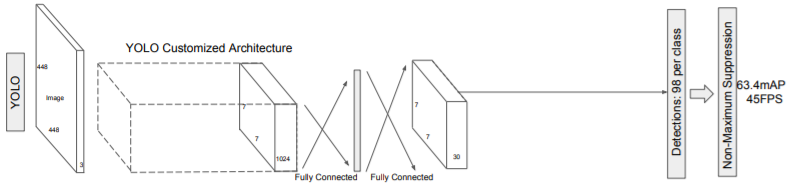 YOLO
448
Image
448
3
YOLO Customized Architecture
7
7
1024
Fully Connected
Fully Connected
7
7
30
Detections: 98 per class
Non-Maximum Suppression
63.4mAP
45FPS